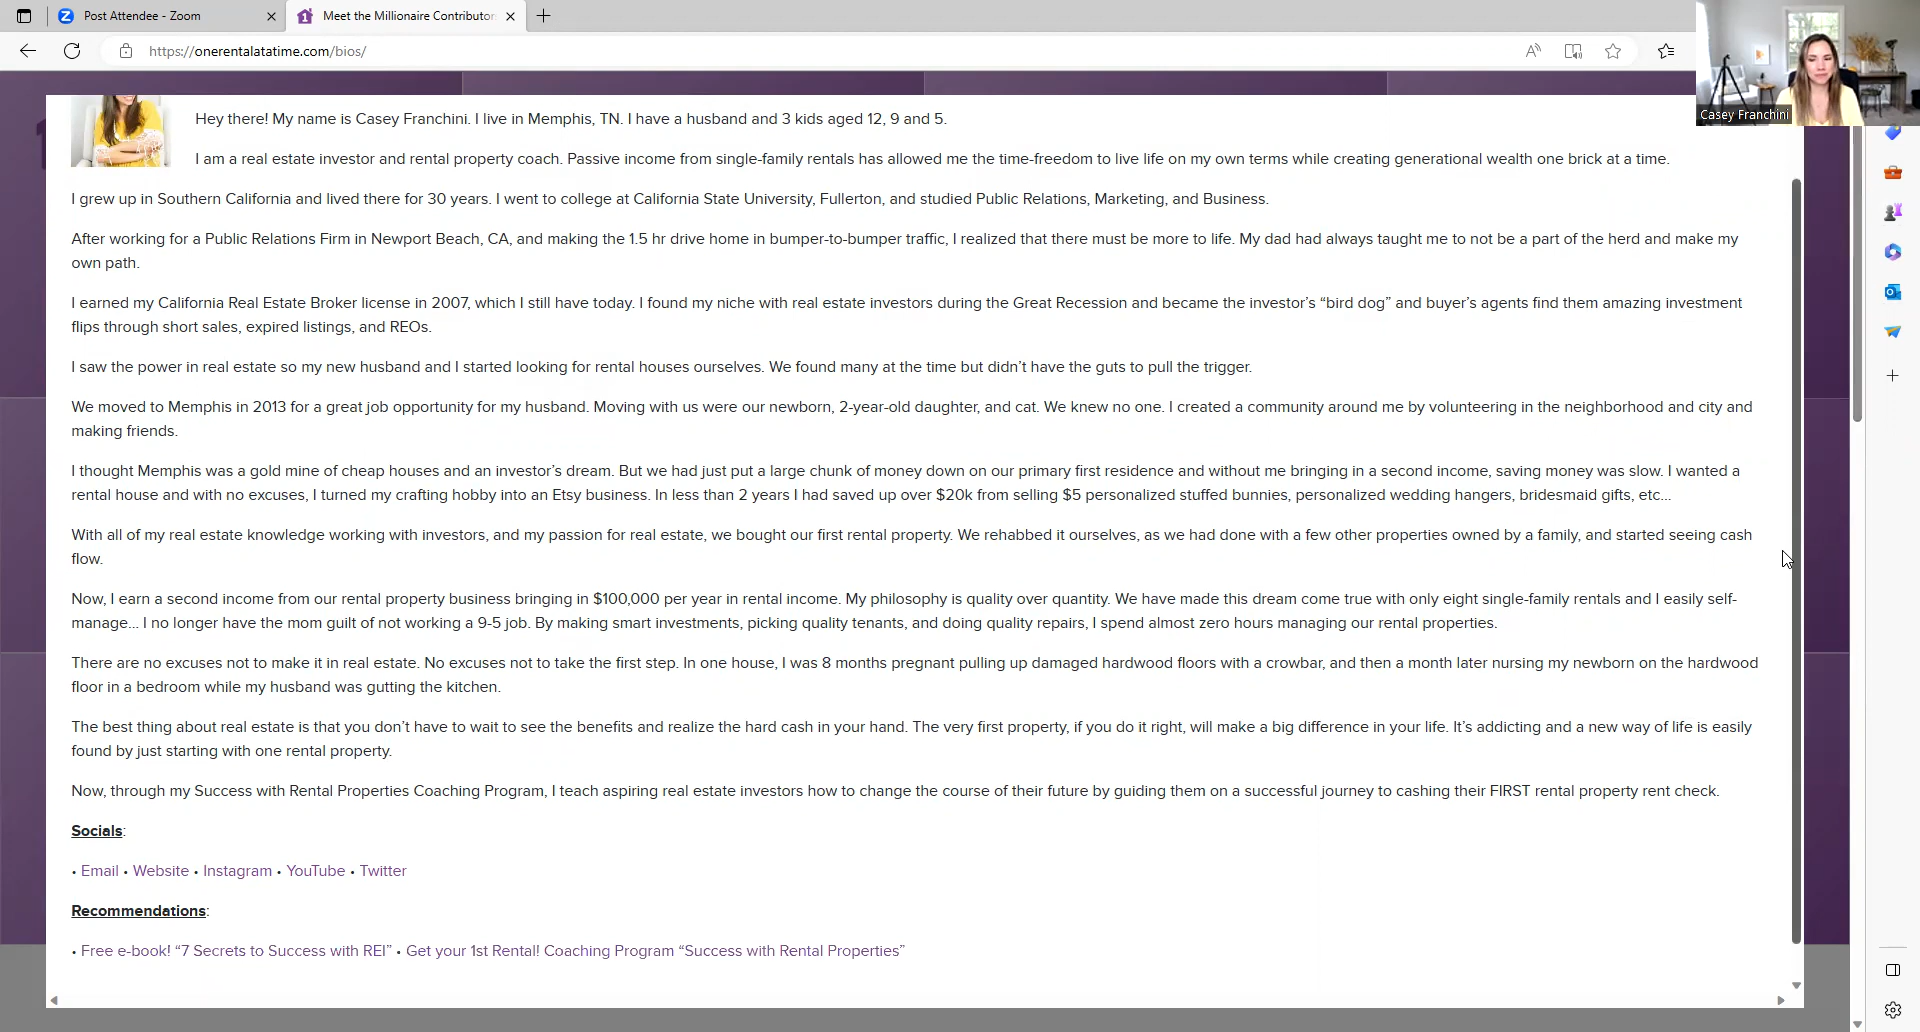 Post Attendee - Zoom
Meet the Millionaire Contributor
https://onerentalatatime.com/bios/
Casey Franchini
Hey there! My name is Casey Franchini. I live in Memphis, TN. I have a husband and 3 kids aged 12, 9 and 5.
I am a real estate investor and rental property coach. Passive income from single-family rentals has allowed me the time-freedom to live life on my own terms while creating generational wealth one brick at a time.
I grew up in Southern California and lived there for 30 years. I went to college at California State University, Fullerton, and studied Public Relations, Marketing, and Business.
After working for a Public Relations Firm in Newport Beach, CA, and making the 1.5 hr drive home in bumper-to-bumper traffic, I realized that there must be more to life. My dad had always taught me to not be a part of the herd and make my
own path.
I earned my California Real Estate Broker license in 2007, which I still have today. I found my niche with real estate investors during the Great Recession and became the investor’s “bird dog” and buyer’s agents find them amazing investment
flips through short sales, expired listings, and REOs.
I saw the power in real estate so my new husband and I started looking for rental houses ourselves. We found many at the time but didn’t have the guts to pull the trigger.
We moved to Memphis in 2013 for a great job opportunity for my husband. Moving with us were our newborn, 2-year-old daughter, and cat. We knew no one. I created a community around me by volunteering in the neighborhood and city and
making friends.
I thought Memphis was a gold mine of cheap houses and an investor’s dream. But we had just put a large chunk of money down on our primary first residence and without me bringing in a second income, saving money was slow. I wanted a
rental house and with no excuses, I turned my crafting hobby into an Etsy business. In less than 2 years I had saved up over $20k from selling $5 personalized stuffed bunnies, personalized wedding hangers, bridesmaid gifts, etc...
With all of my real estate knowledge working with investors, and my passion for real estate, we bought our first rental property. We rehabbed it ourselves, as we had done with a few other properties owned by a family, and started seeing cash
flow.
Now, I earn a second income from our rental property business bringing in $100,000 per year in rental income. My philosophy is quality over quantity. We have made this dream come true with only eight single-family rentals and I easily self-
manage... I no longer have the mom guilt of not working a 9-5 job. By making smart investments, picking quality tenants, and doing quality repairs, I spend almost zero hours managing our rental properties.
There are no excuses not to make it in real estate. No excuses not to take the first step. In one house, I was 8 months pregnant pulling up damaged hardwood floors with a crowbar, and then a month later nursing my newborn on the hardwood
floor in a bedroom while my husband was gutting the kitchen.
The best thing about real estate is that you don’t have to wait to see the benefits and realize the hard cash in your hand. The very first property, if you do it right, will make a big difference in your life. It’s addicting and a new way of life is easily
found by just starting with one rental property.
Now, through my Success with Rental Properties Coaching Program, I teach aspiring real estate investors how to change the course of their future by guiding them on a successful journey to cashing their FIRST rental property rent check.
Socials:
• Email • Website • Instagram • YouTube • Twitter
Recommendations:
• Free e-book! “7 Secrets to Success with REI” • Get your 1st Rental! Coaching Program “Success with Rental Properties”